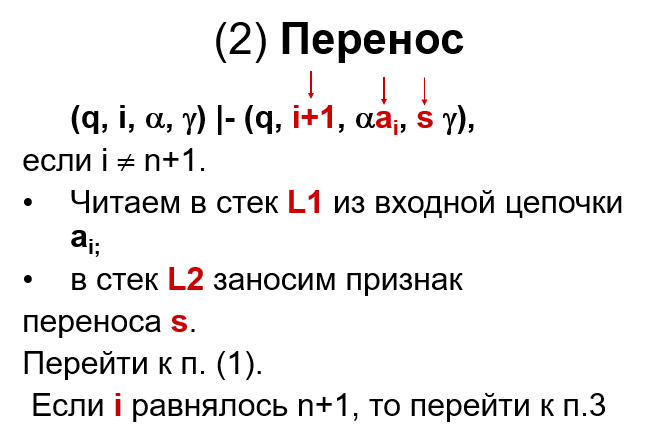 (2) Перенос
(q, i, α, γ) |- (q, i+1, αaᵢ, s γ),
если i ≠ n+1.
• Читаем в стек L1 из входной цепочки
aᵢ;
• в стек L2 заносим признак
переноса s.
Перейти к п. (1).
Если i равнялось n+1, то перейти к п.3